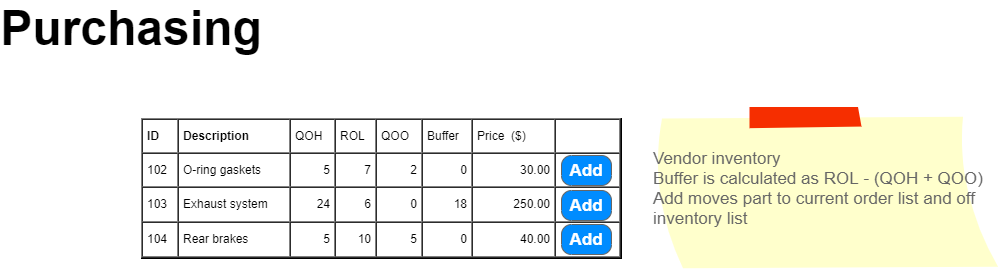 Purchasing
ID Description QOH ROL QOO Buffer Price ($)
102 O-ring gaskets 5 7 2 0 30.00 Add
103 Exhaust system 24 6 0 18 250.00 Add
104 Rear brakes 5 10 5 0 40.00 Add
Vendor inventory
Buffer is calculated as ROL - (QOH + QOO)
Add moves part to current order list and off
inventory list